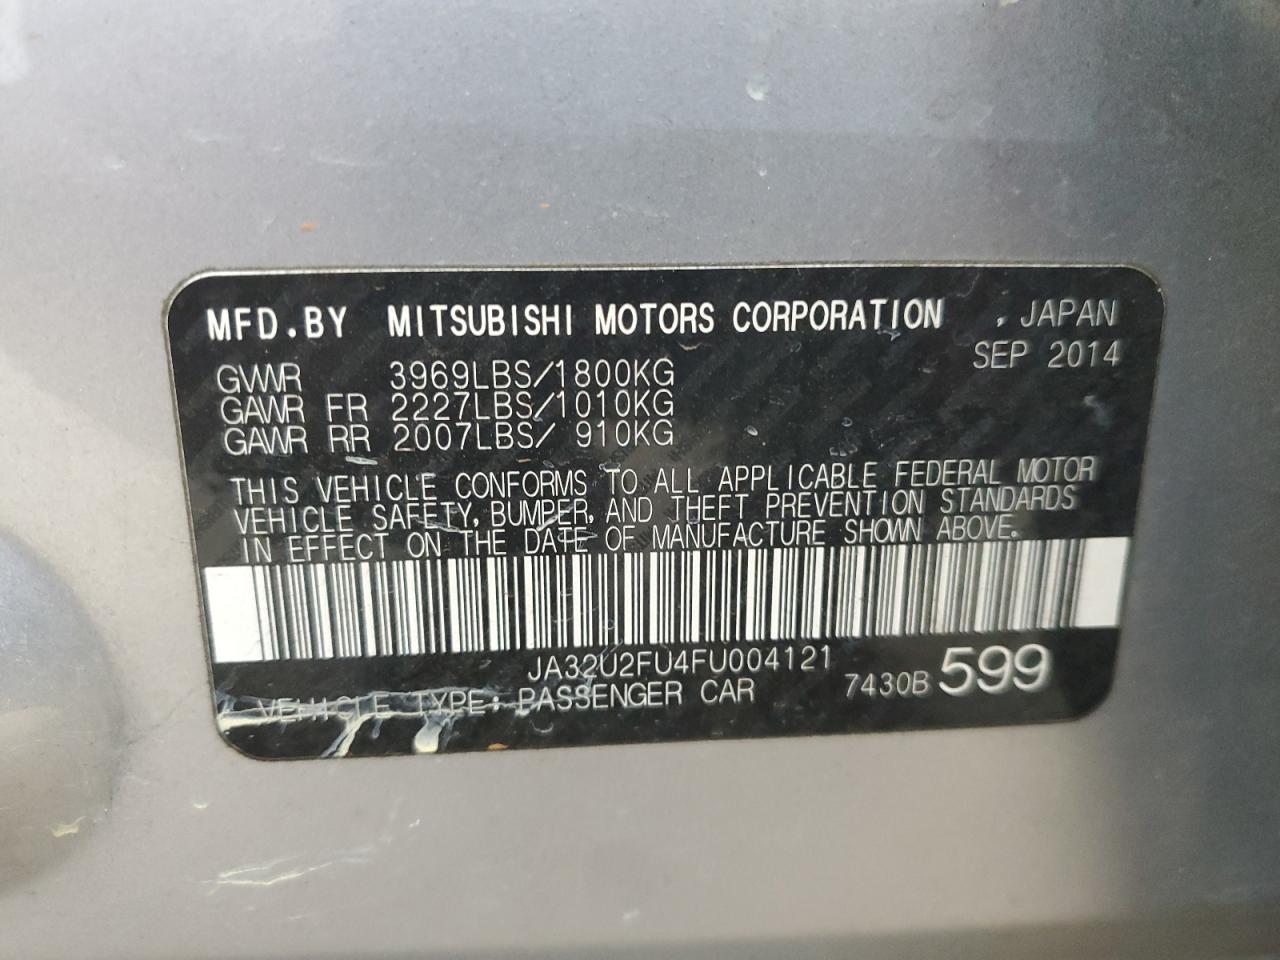 MFD.BY MITSUBISHI MOTORS CORPORATION , JAPAN
SEP 2014
GVWR 3969LBS/1800KG
GAWR FR 2227LBS/1010KG
GAWR RR 2007LBS/ 910KG
THIS VEHICLE CONFORMS TO ALL APPLICABLE FEDERAL MOTOR
VEHICLE SAFETY, BUMPER, AND THEFT PREVENTION STANDARDS
IN EFFECT ON THE DATE OF MANUFACTURE SHOWN ABOVE.
JA32U2FU4FU004121
VEHICLE TYPE: PASSENGER CAR 7430B 599